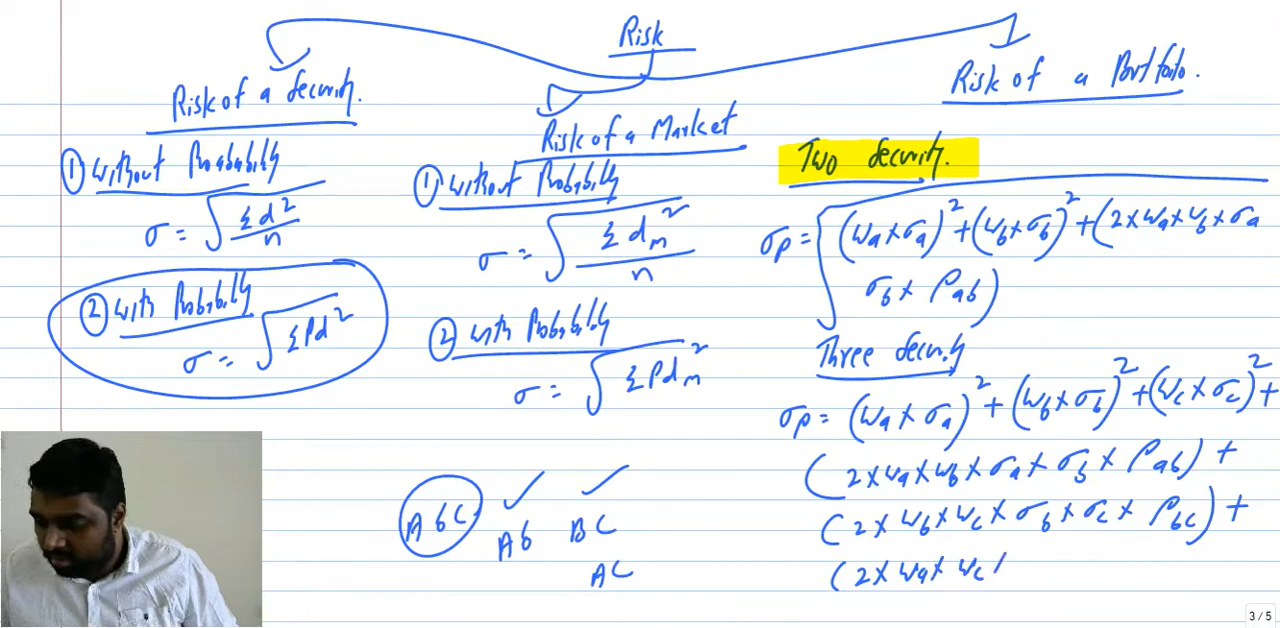 Risk
Risk of a Security.
① Without Probability
σ = √(Σd²/n)
② With Probability
σ = √(ΣPd²)
Risk of a Market
① Without Probability
σ = √(Σdm²/n)
② With Probability
σ = √(ΣPdm²)
A B C
AB BC
AC
Risk of a Portfolio.
Two Security.
σp = √((wa × σa)² + (wb × σb)² + (2 × wa × wb × σa
σb × ρab)
Three Security
σp = (wa × σa)² + (wb × σb)² + (wc × σc)² +
(2 × wa × wb × σa × σb × ρab) +
(2 × wb × wc × σb × σc × ρbc) +
(2 × wa × wc
3 / 5